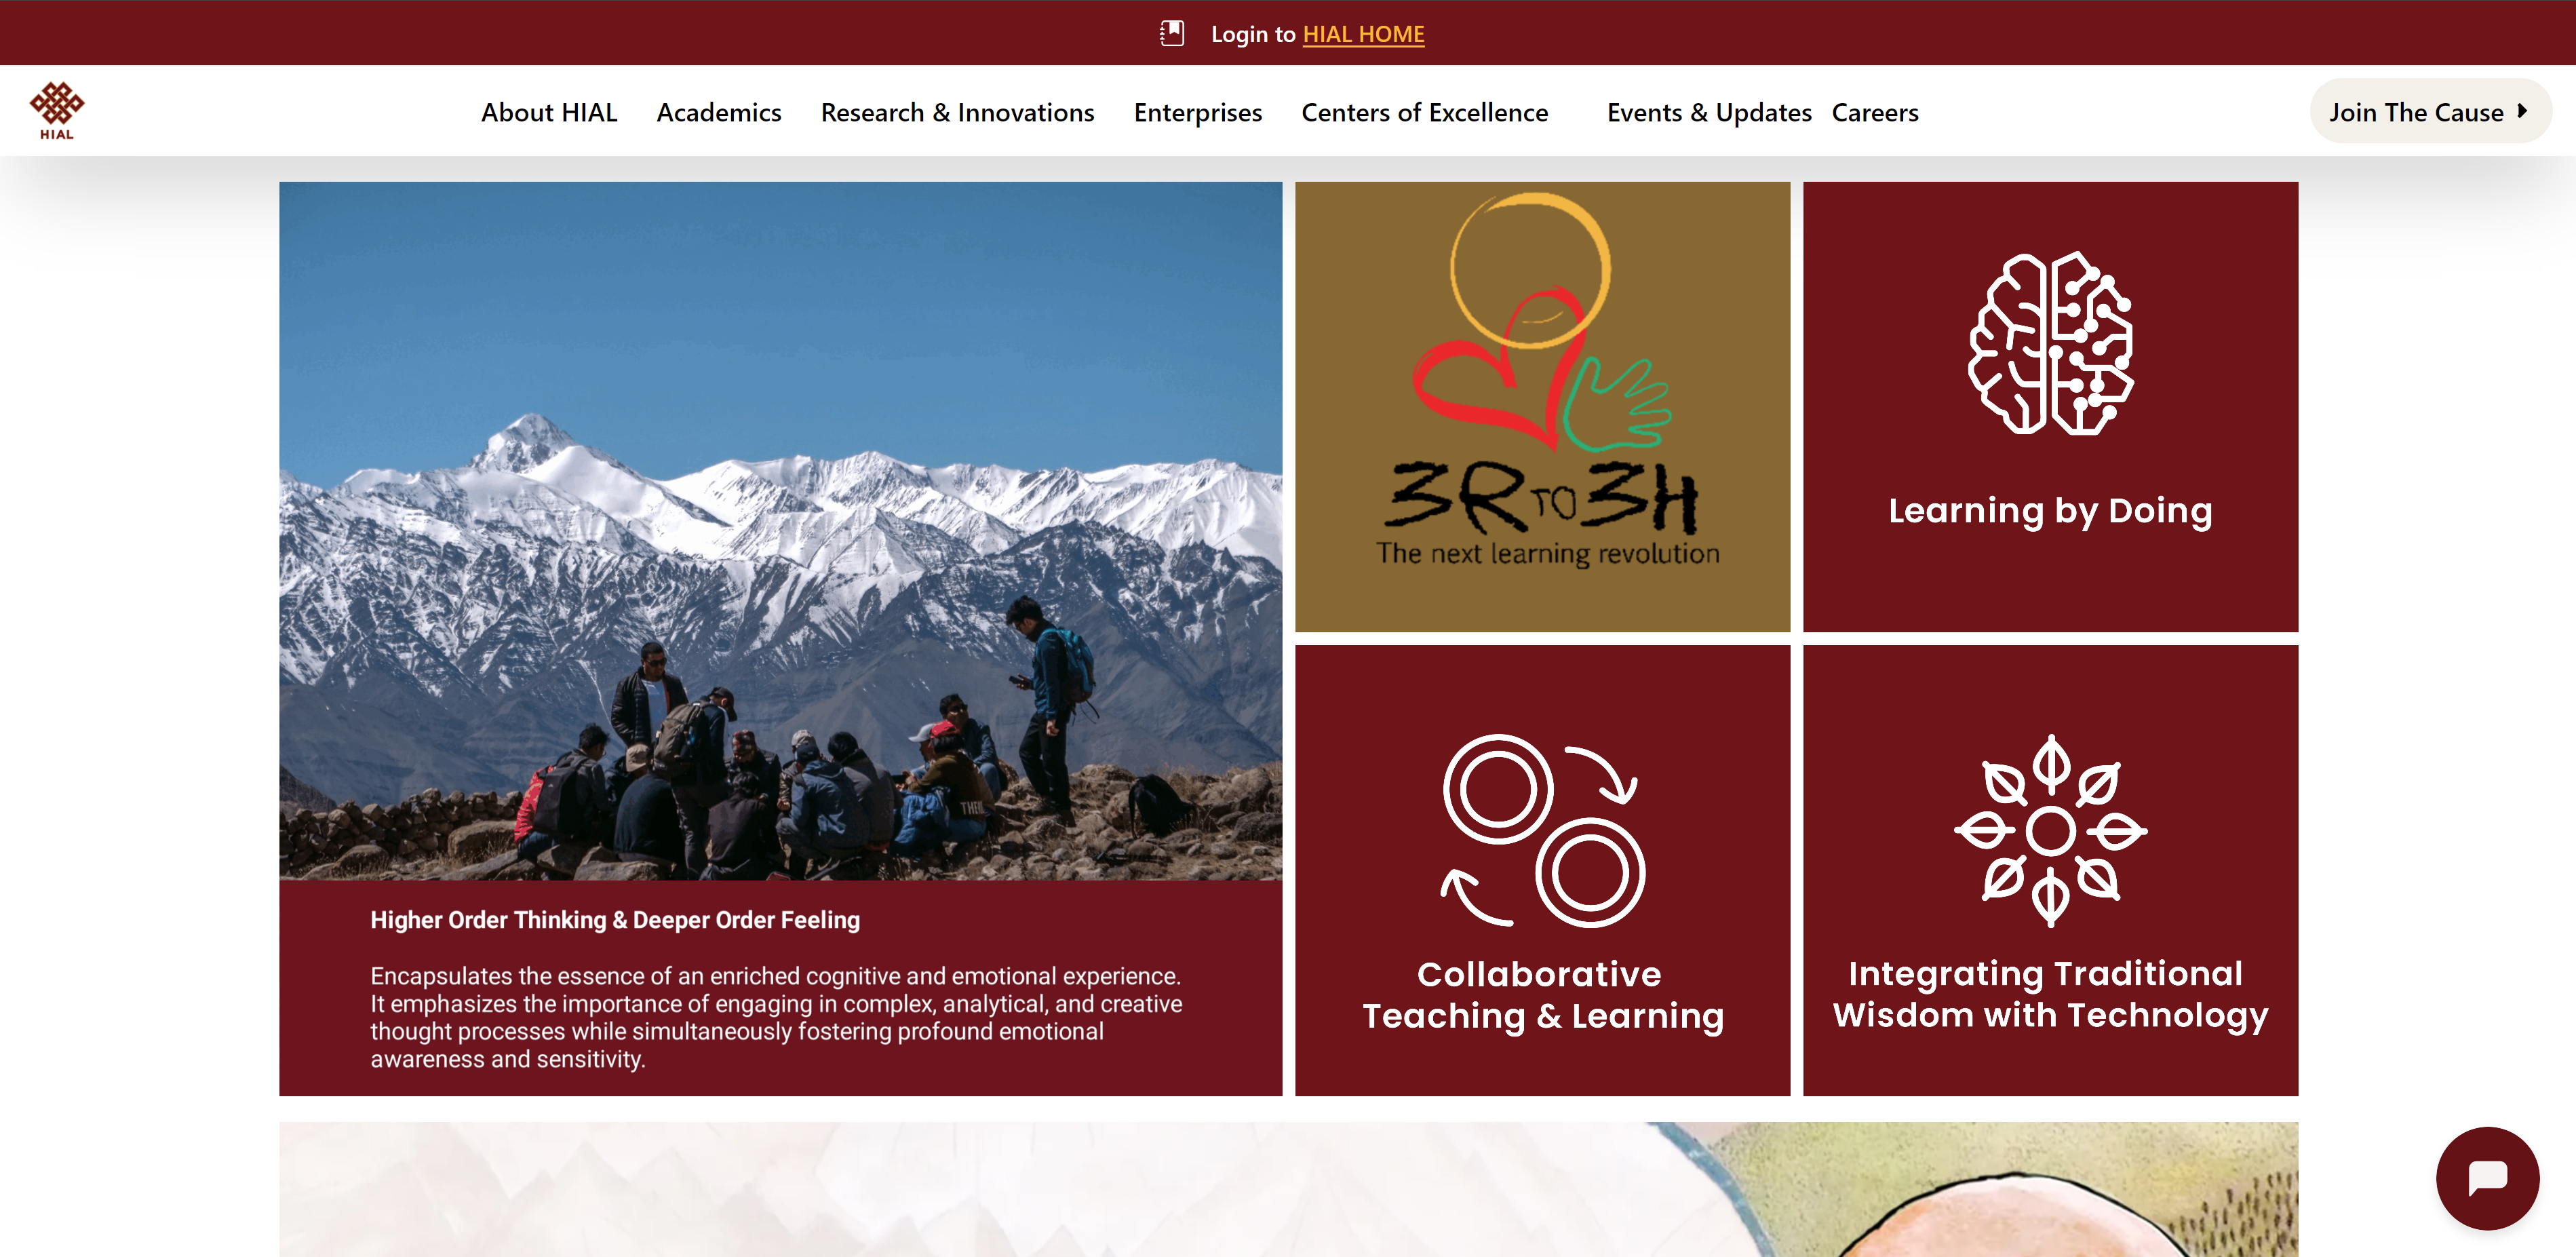 Login to HIAL HOME
HIAL
About HIAL
Academics
Research & Innovations
Enterprises
Centers of Excellence
Events & Updates
Careers
Join The Cause
3R TO 3H
The next learning revolution
Learning by Doing
Higher Order Thinking & Deeper Order Feeling
Encapsulates the essence of an enriched cognitive and emotional experience.
It emphasizes the importance of engaging in complex, analytical, and creative
thought processes while simultaneously fostering profound emotional
awareness and sensitivity.
Collaborative
Teaching & Learning
Integrating Traditional
Wisdom with Technology